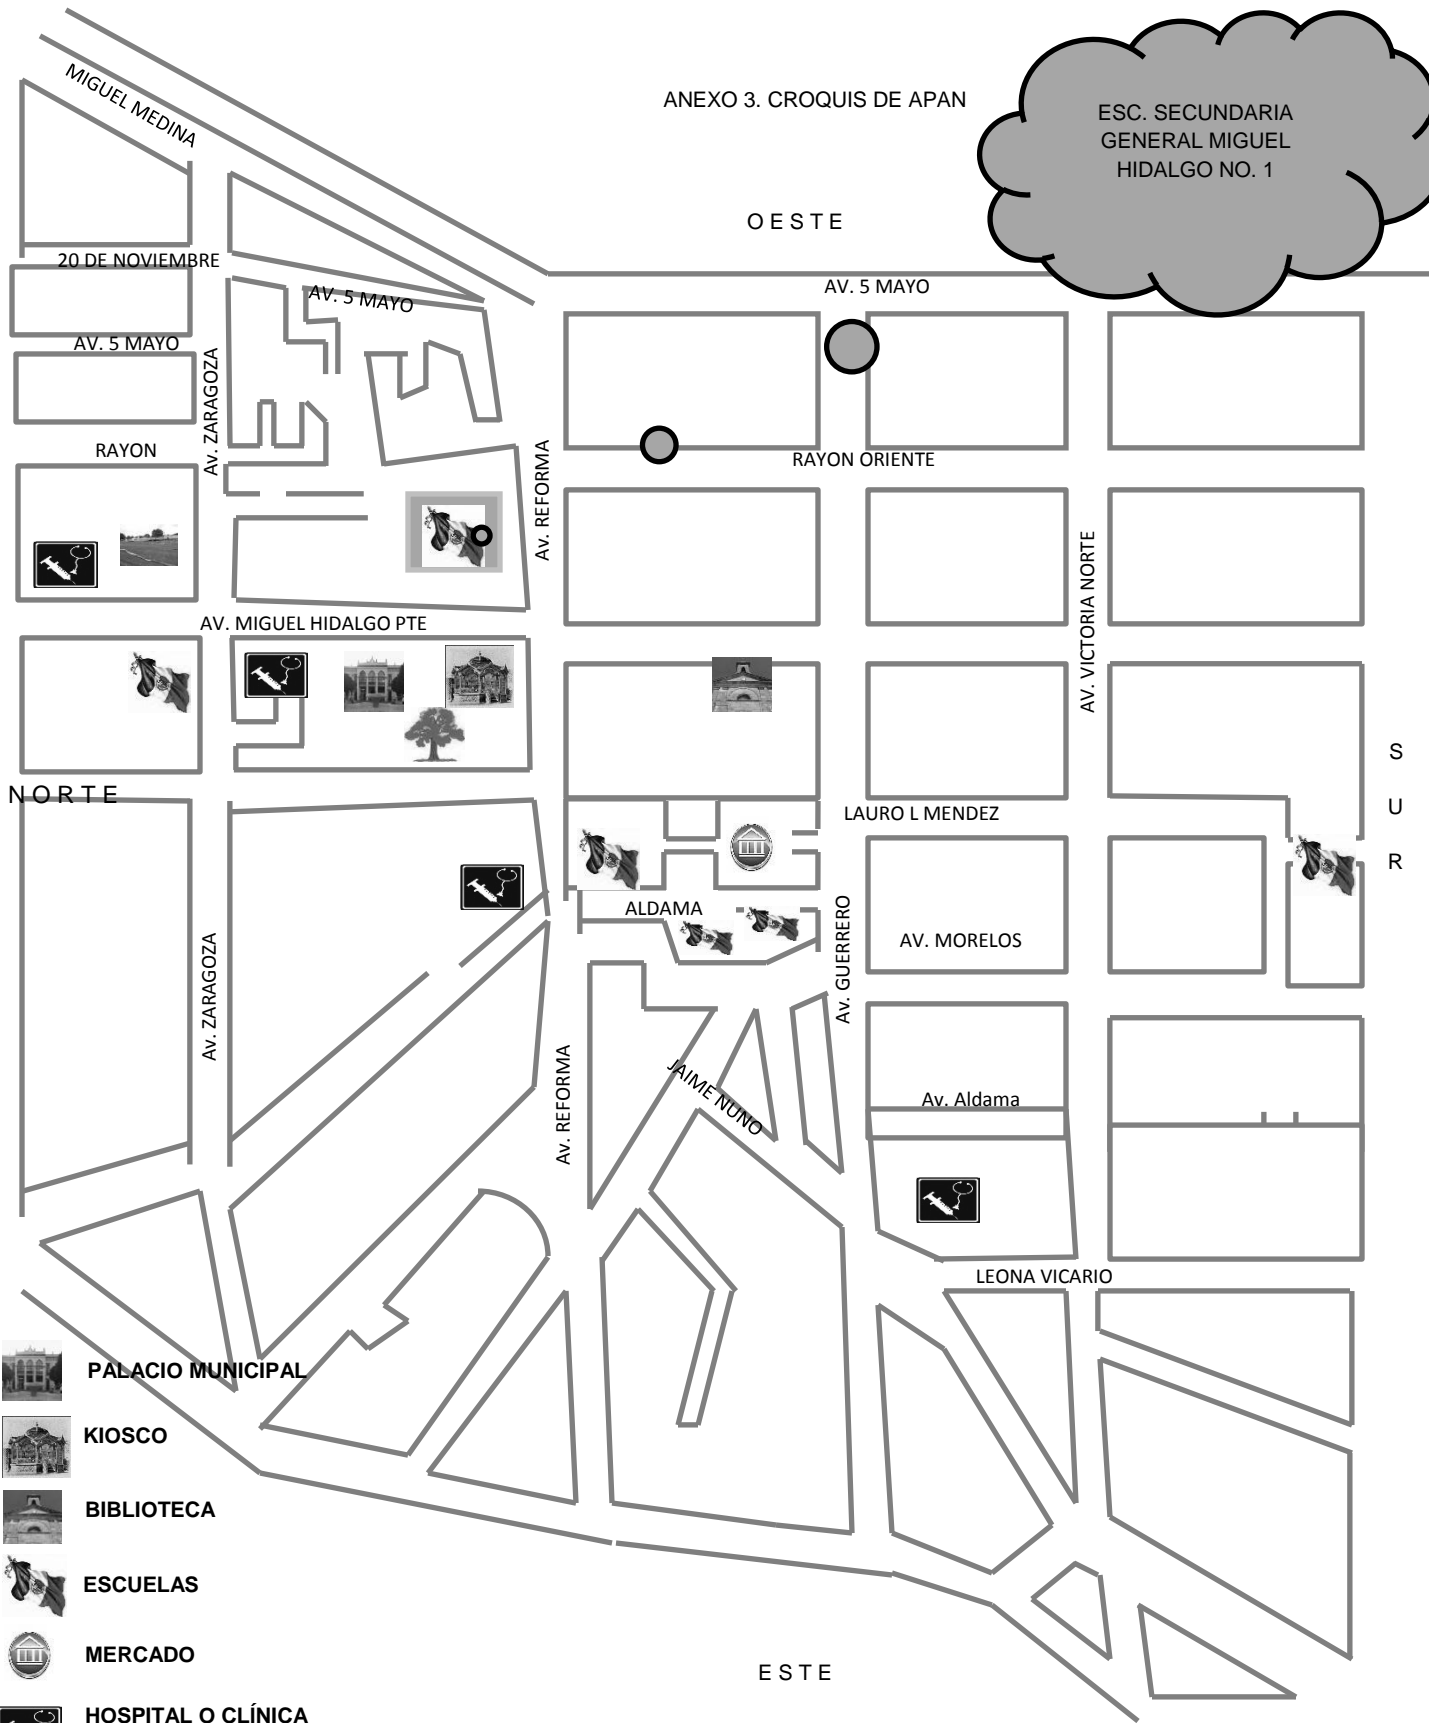 ANEXO 3. CROQUIS DE APAN
ESC. SECUNDARIA
GENERAL MIGUEL
HIDALGO NO. 1
MIGUEL MEDINA
O E S T E
20 DE NOVIEMBRE
AV. 5 MAYO
AV. 5 MAYO
AV. 5 MAYO
Av. ZARAGOZA
RAYON
Av. REFORMA
RAYON ORIENTE
AV. VICTORIA NORTE
AV. MIGUEL HIDALGO PTE
S
U
R
N O R T E
LAURO L MENDEZ
ALDAMA
Av. GUERRERO
AV. MORELOS
Av. ZARAGOZA
Av. REFORMA
JAIME NUNO
Av. Aldama
LEONA VICARIO
PALACIO MUNICIPAL
KIOSCO
BIBLIOTECA
ESCUELAS
MERCADO
E S T E
HOSPITAL O CLÍNICA